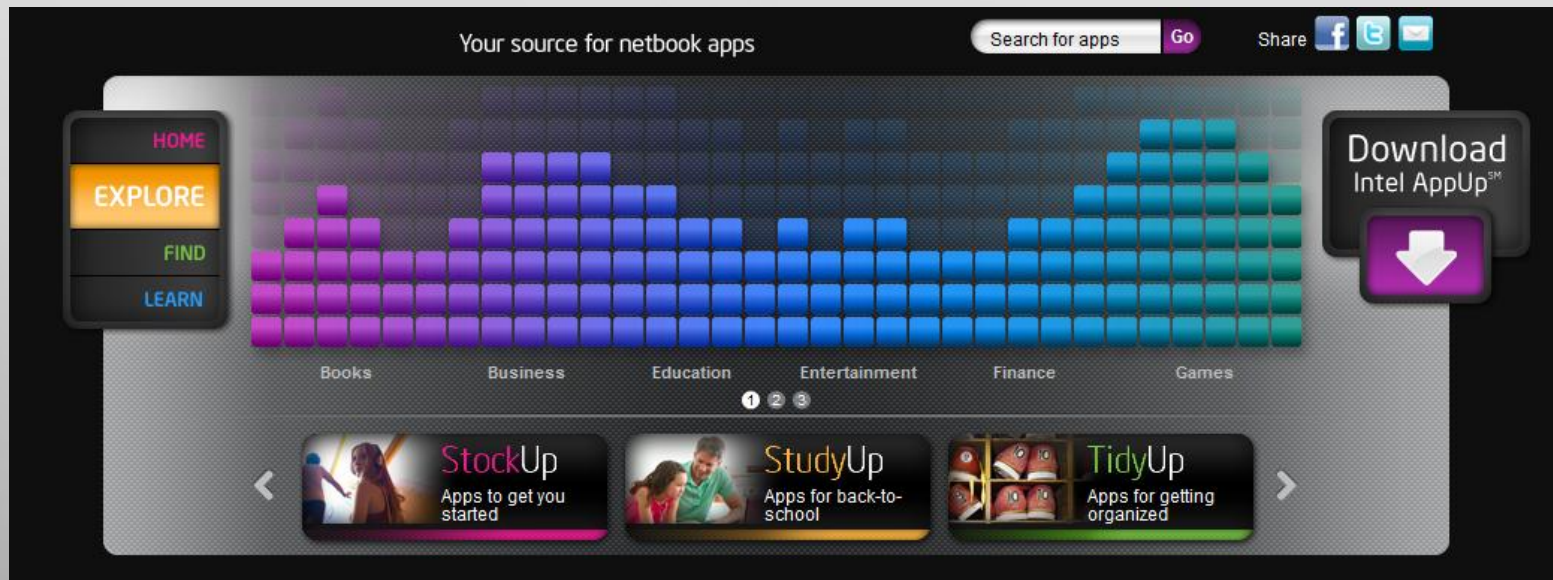 Your source for netbook apps
Search for apps
Go
Share
HOME
EXPLORE
FIND
LEARN
Download
Intel AppUp℠
Books
Business
Education
Entertainment
Finance
Games
1 2 3
StockUp
Apps to get you
started
StudyUp
Apps for back-to-
school
TidyUp
Apps for getting
organized